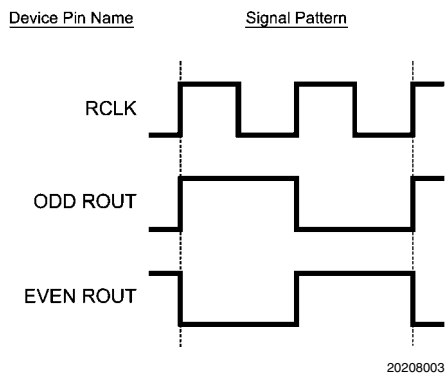 Device Pin Name Signal Pattern
RCLK
ODD ROUT
EVEN ROUT
20208003